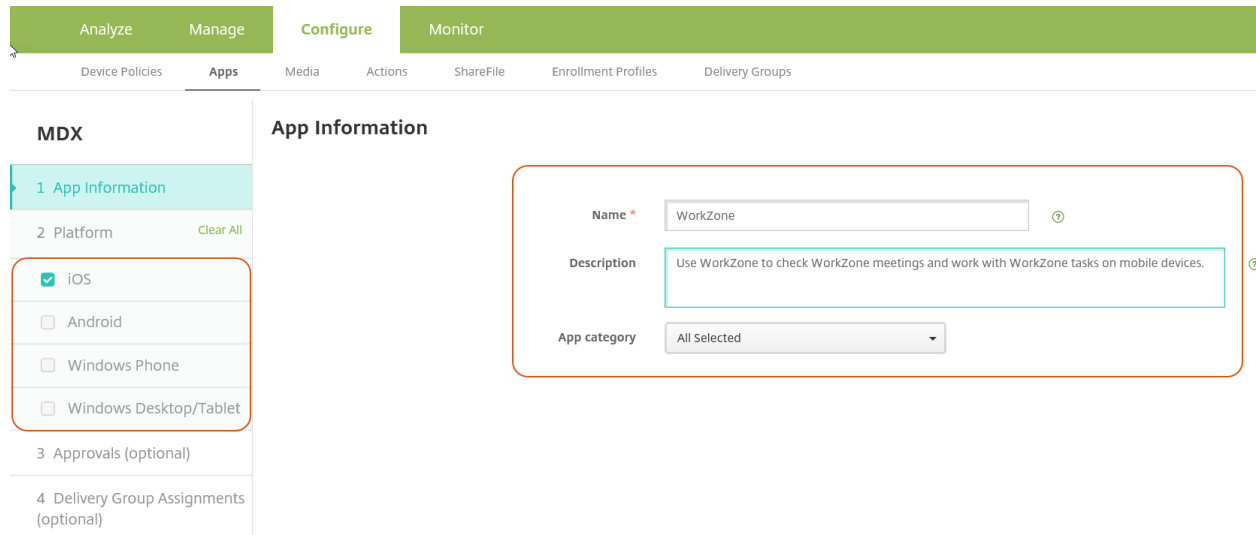 Analyze Manage Configure Monitor
Device Policies Apps Media Actions ShareFile Enrollment Profiles Delivery Groups
MDX
1 App Information
2 Platform Clear All
iOS
Android
Windows Phone
Windows Desktop/Tablet
3 Approvals (optional)
4 Delivery Group Assignments
(optional)
App Information
Name * WorkZone ?
Description Use WorkZone to check WorkZone meetings and work with WorkZone tasks on mobile devices. ?
App category All Selected